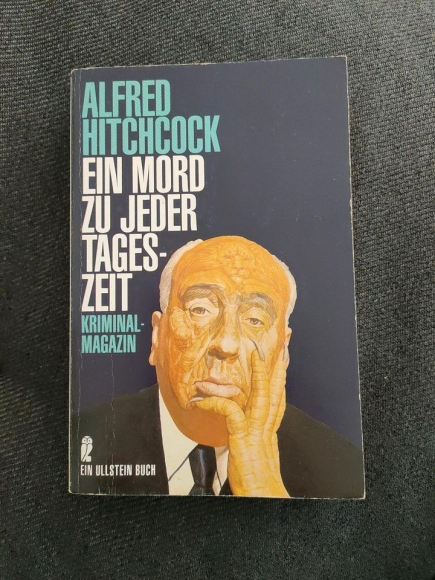 ALFRED
HITCHCOCK
EIN MORD
ZU JEDER
TAGES-
ZEIT
KRIMINAL-
MAGAZIN
EIN ULLSTEIN BUCH